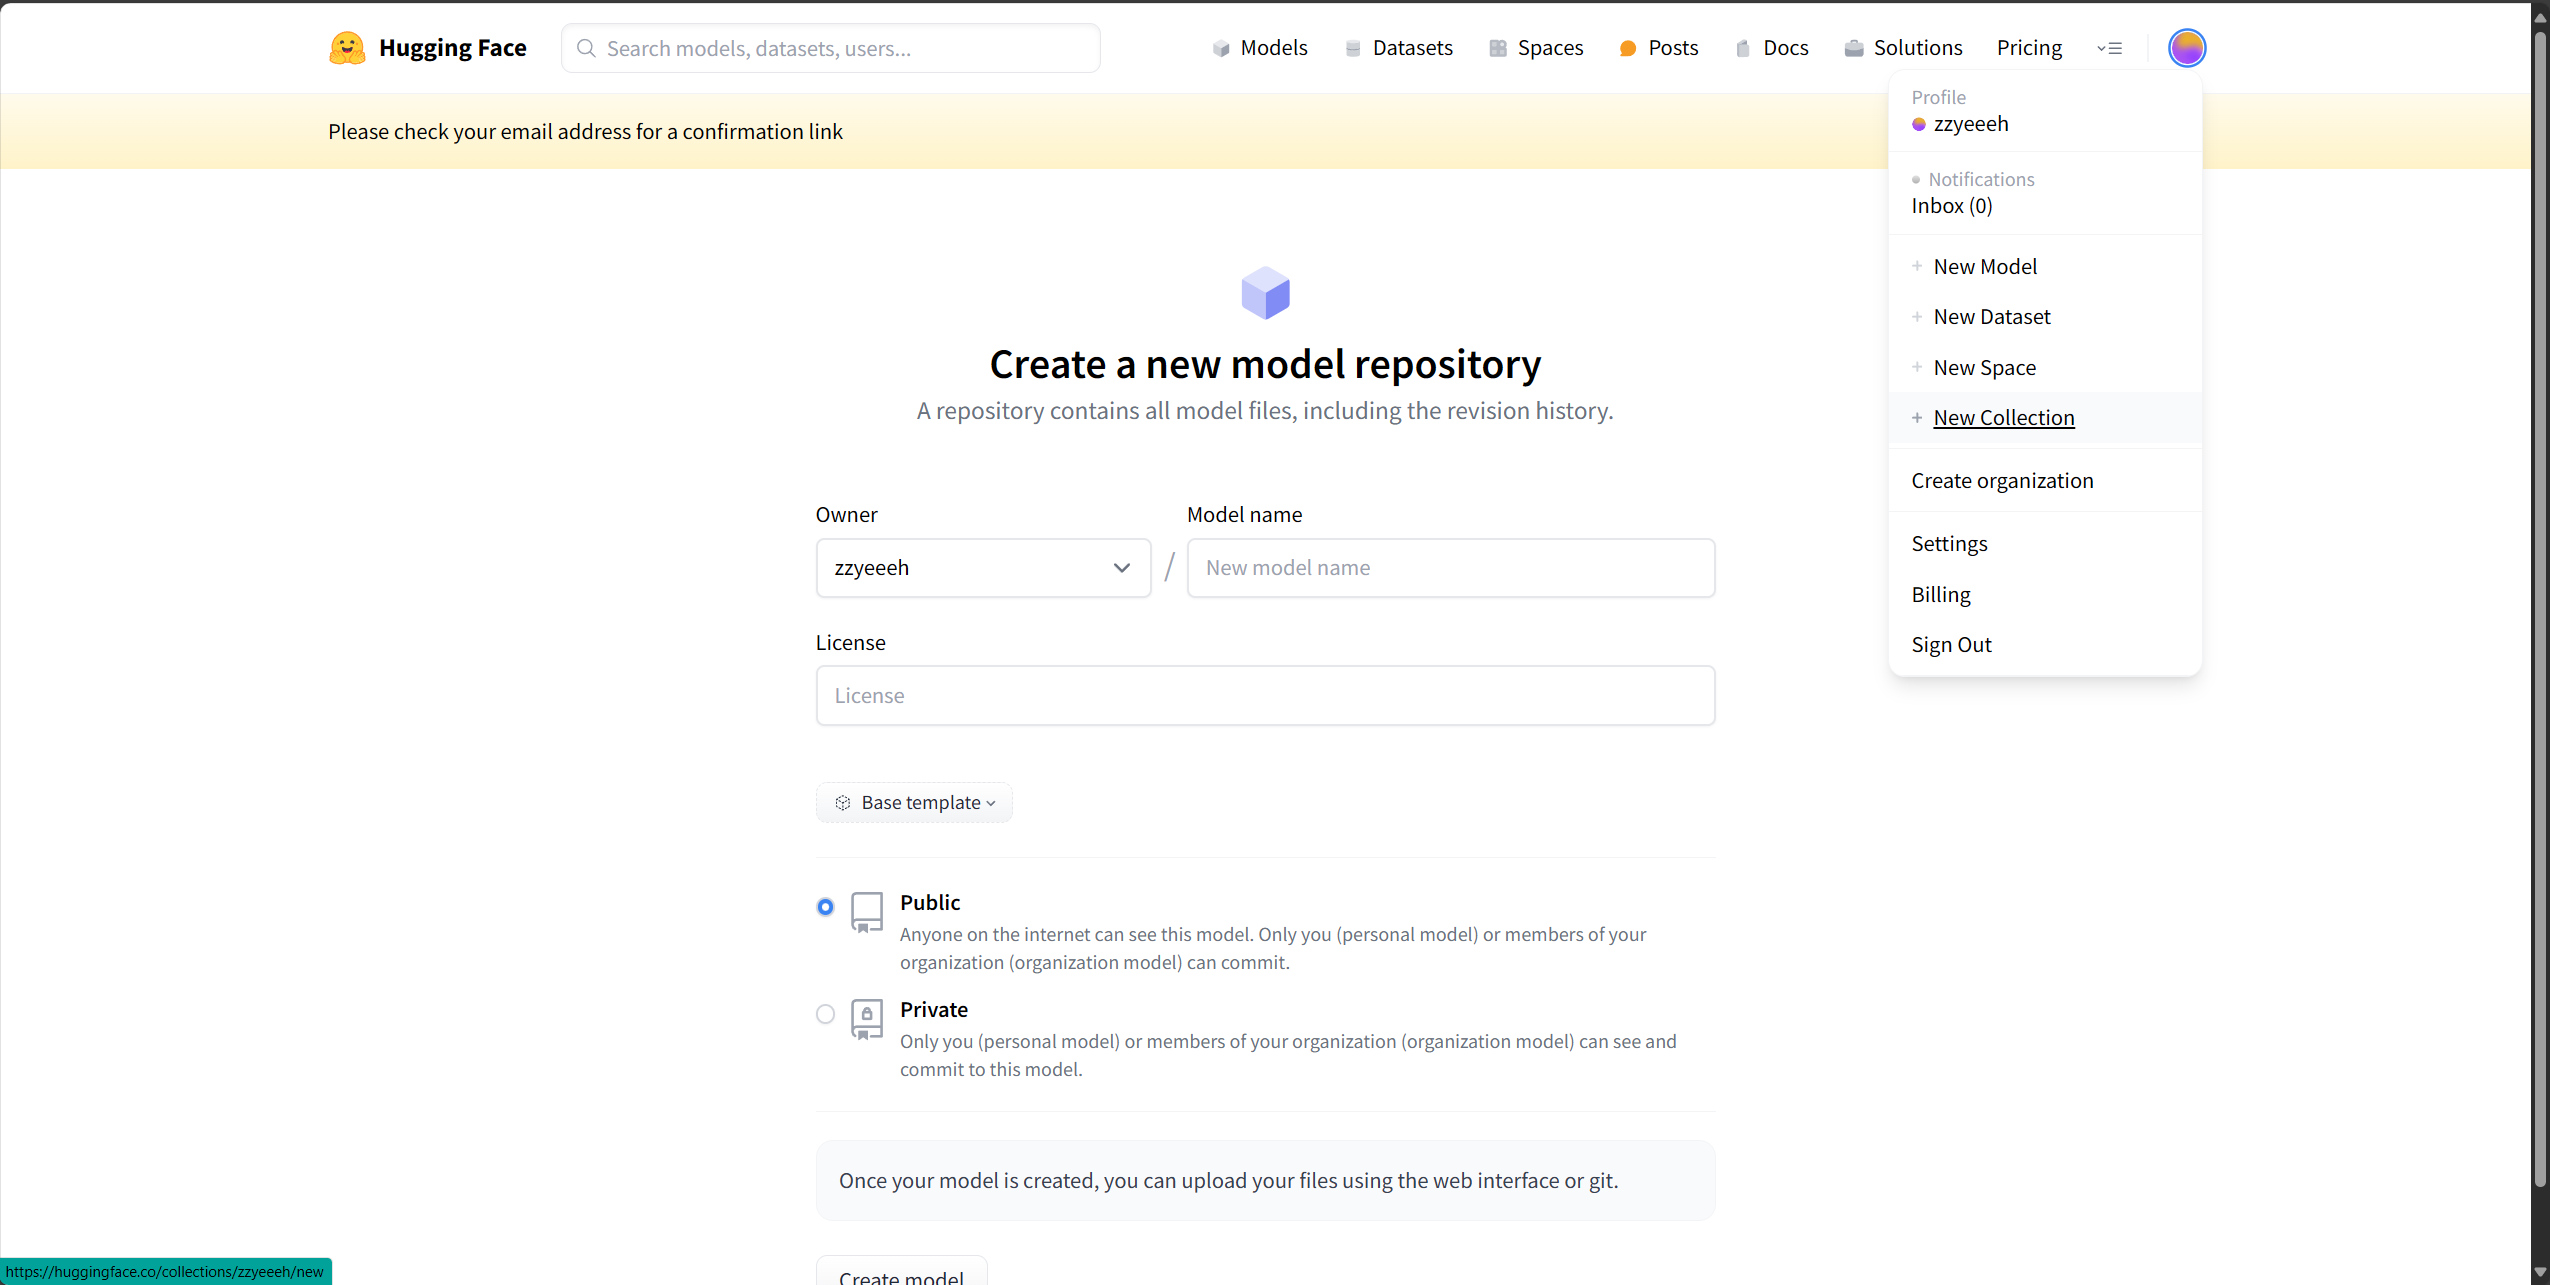 Hugging Face
Search models, datasets, users...
Models
Datasets
Spaces
Posts
Docs
Solutions
Pricing
Please check your email address for a confirmation link
Profile
zzyeeeh
Notifications
Inbox (0)
+ New Model
+ New Dataset
+ New Space
+ New Collection
Create organization
Settings
Billing
Sign Out
Create a new model repository
A repository contains all model files, including the revision history.
Owner
Model name
zzyeeeh
/
New model name
License
License
Base template
Public
Anyone on the internet can see this model. Only you (personal model) or members of your
organization (organization model) can commit.
Private
Only you (personal model) or members of your organization (organization model) can see and
commit to this model.
Once your model is created, you can upload your files using the web interface or git.
Create model
https://huggingface.co/collections/zzyeeeh/new